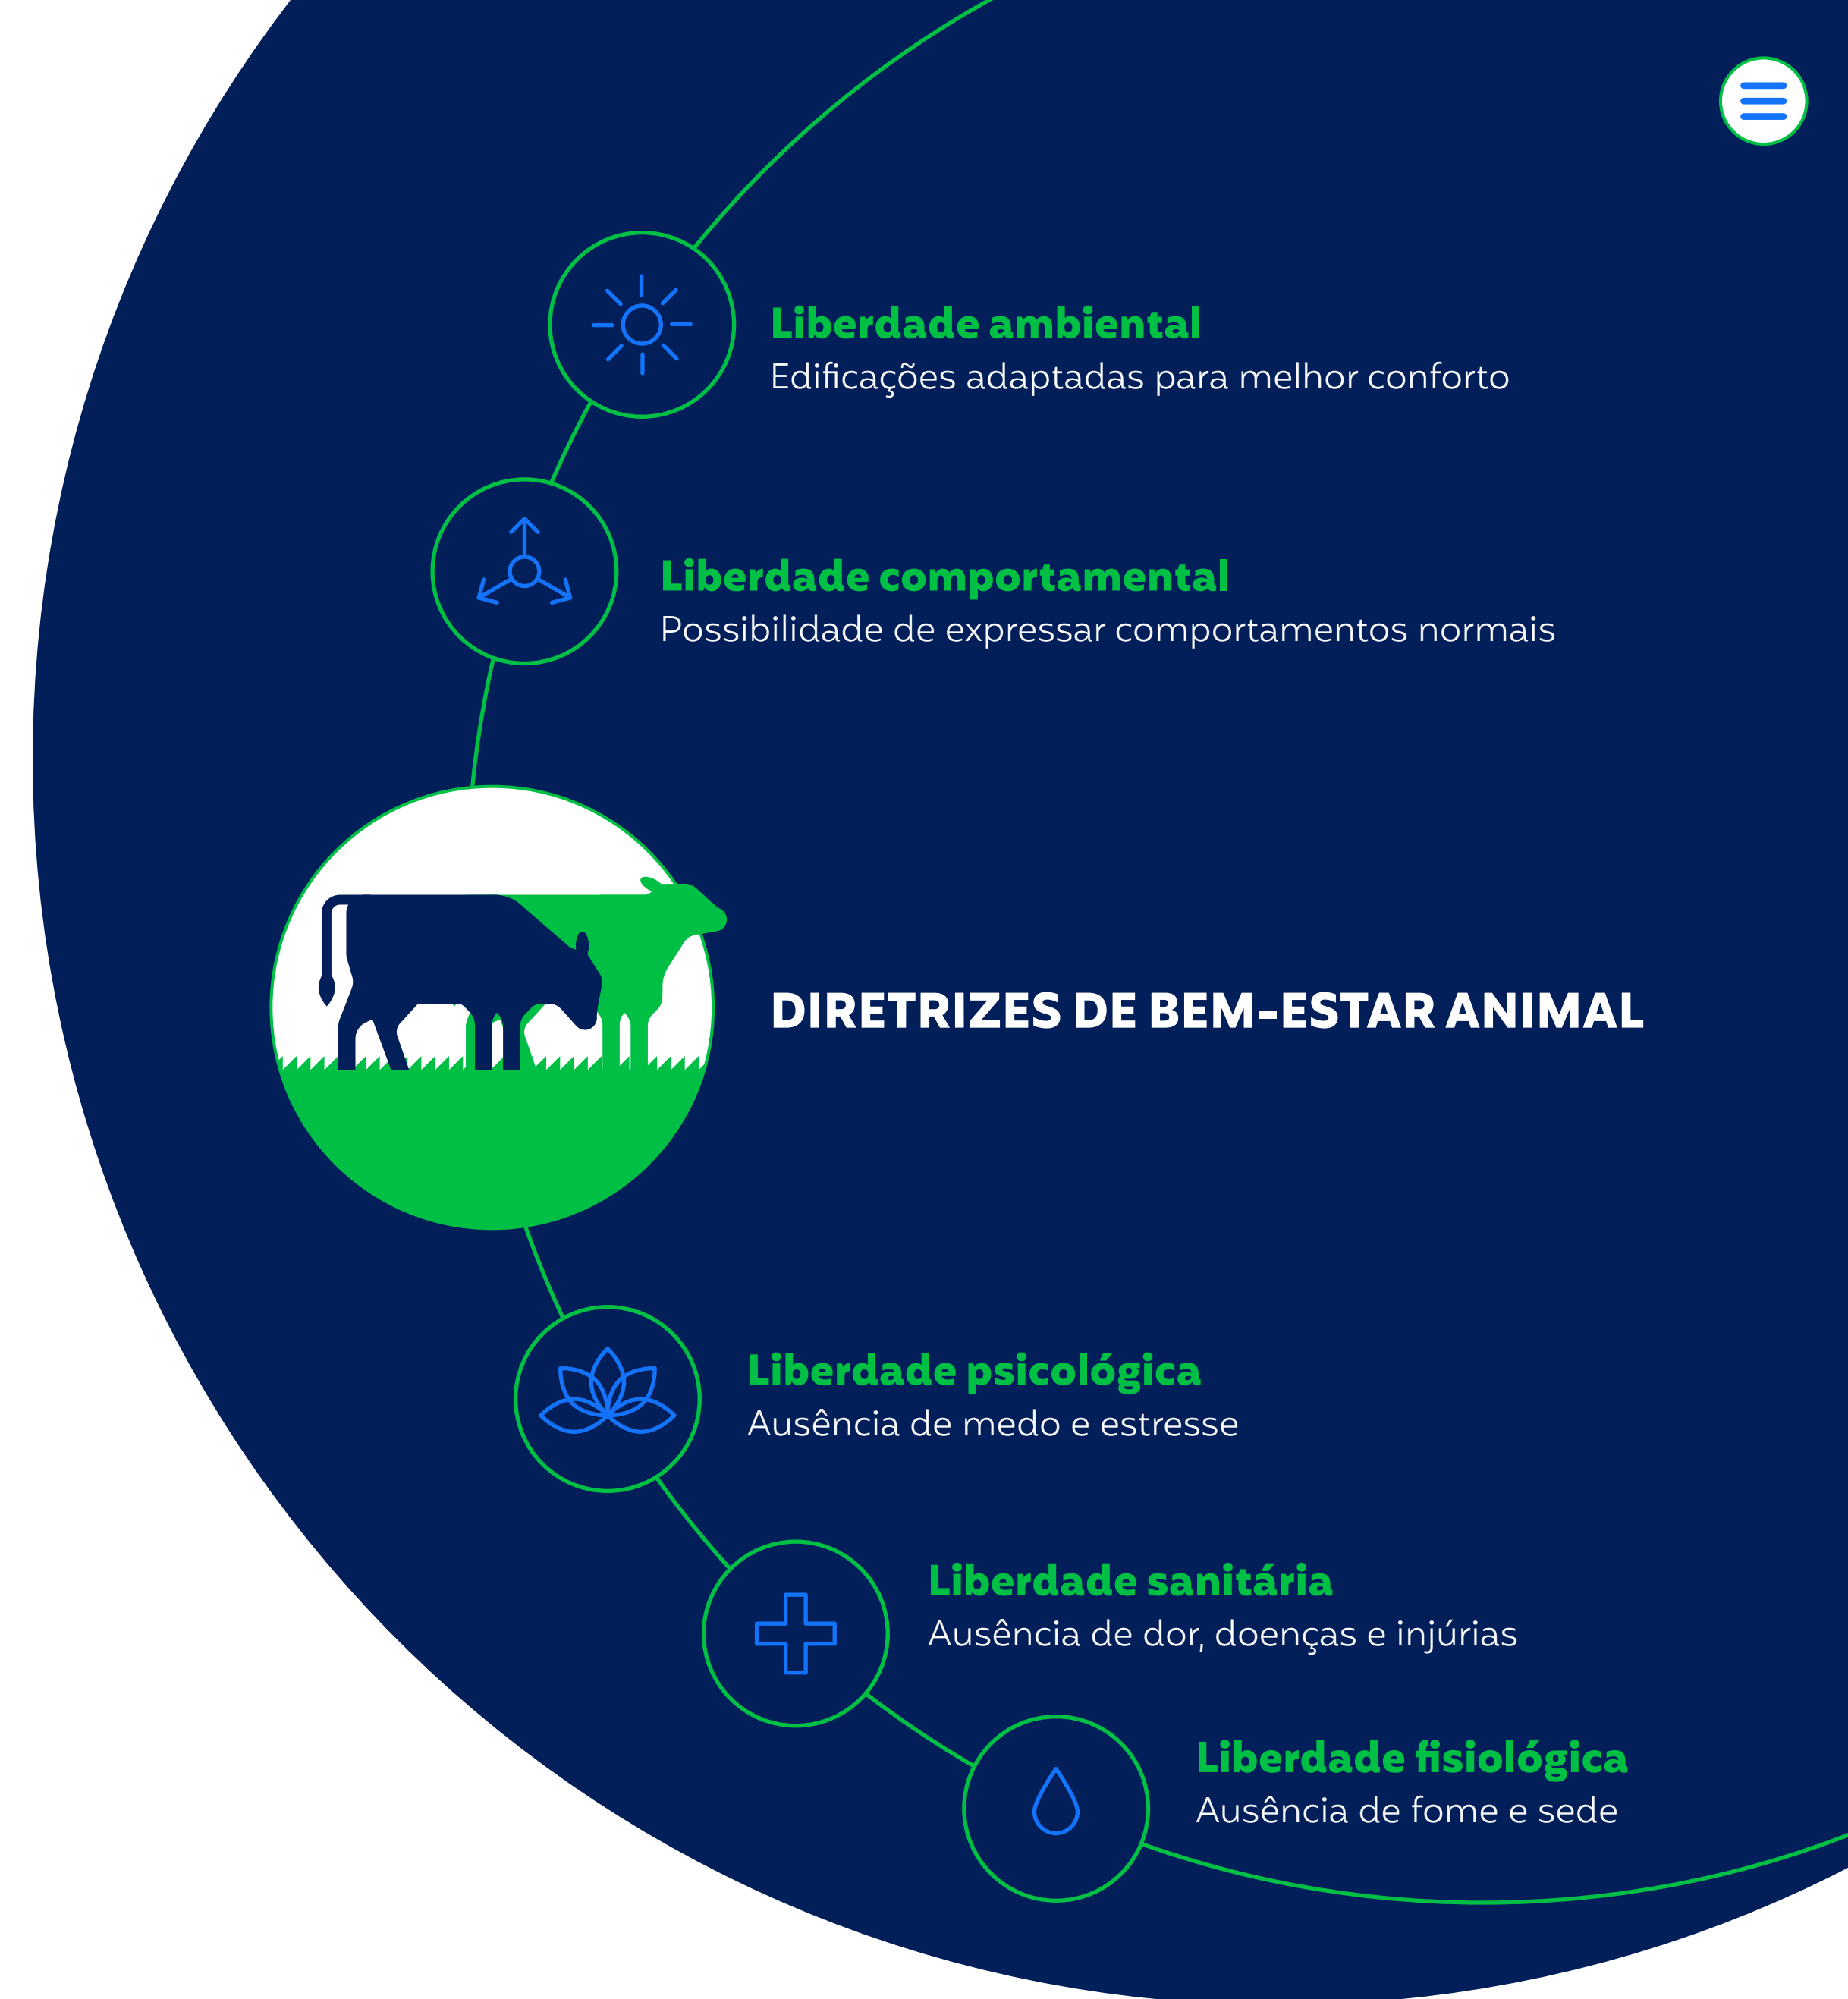 Liberdade ambiental
Edificações adaptadas para melhor conforto
Liberdade comportamental
Possibilidade de expressar comportamentos normais
DIRETRIZES DE BEM-ESTAR ANIMAL
Liberdade psicológica
Ausência de medo e estresse
Liberdade sanitária
Ausência de dor, doenças e injúrias
Liberdade fisiológica
Ausência de fome e sede